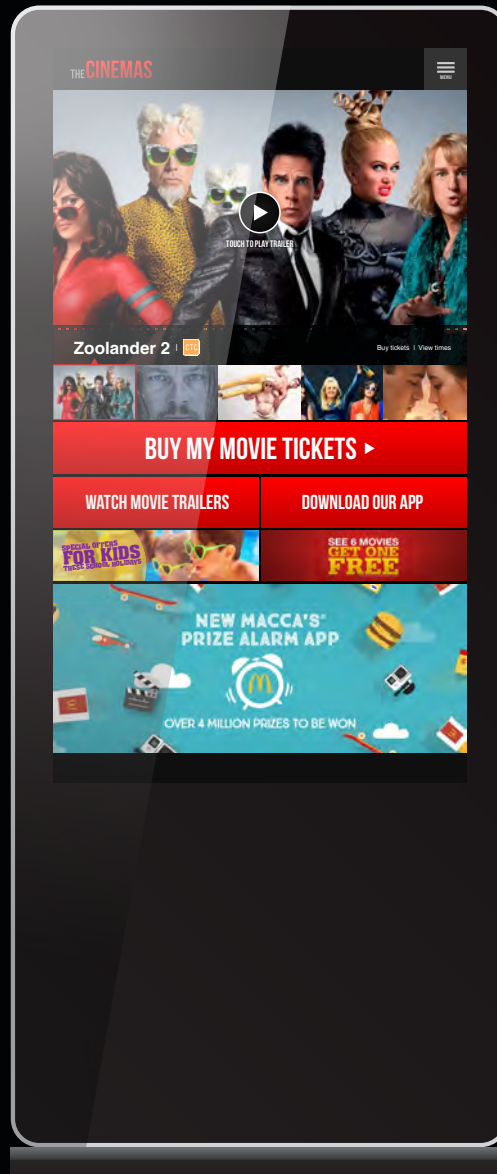 THE CINEMAS
MENU
TOUCH TO PLAY TRAILER
Zoolander 2 | CTC
Buy tickets | View times
BUY MY MOVIE TICKETS
WATCH MOVIE TRAILERS
DOWNLOAD OUR APP
SPECIAL OFFERS
FOR KIDS
THESE SCHOOL HOLIDAYS
SEE 6 MOVIES
GET ONE
FREE
NEW MACCA'S®
PRIZE ALARM APP
OVER 4 MILLION PRIZES TO BE WON